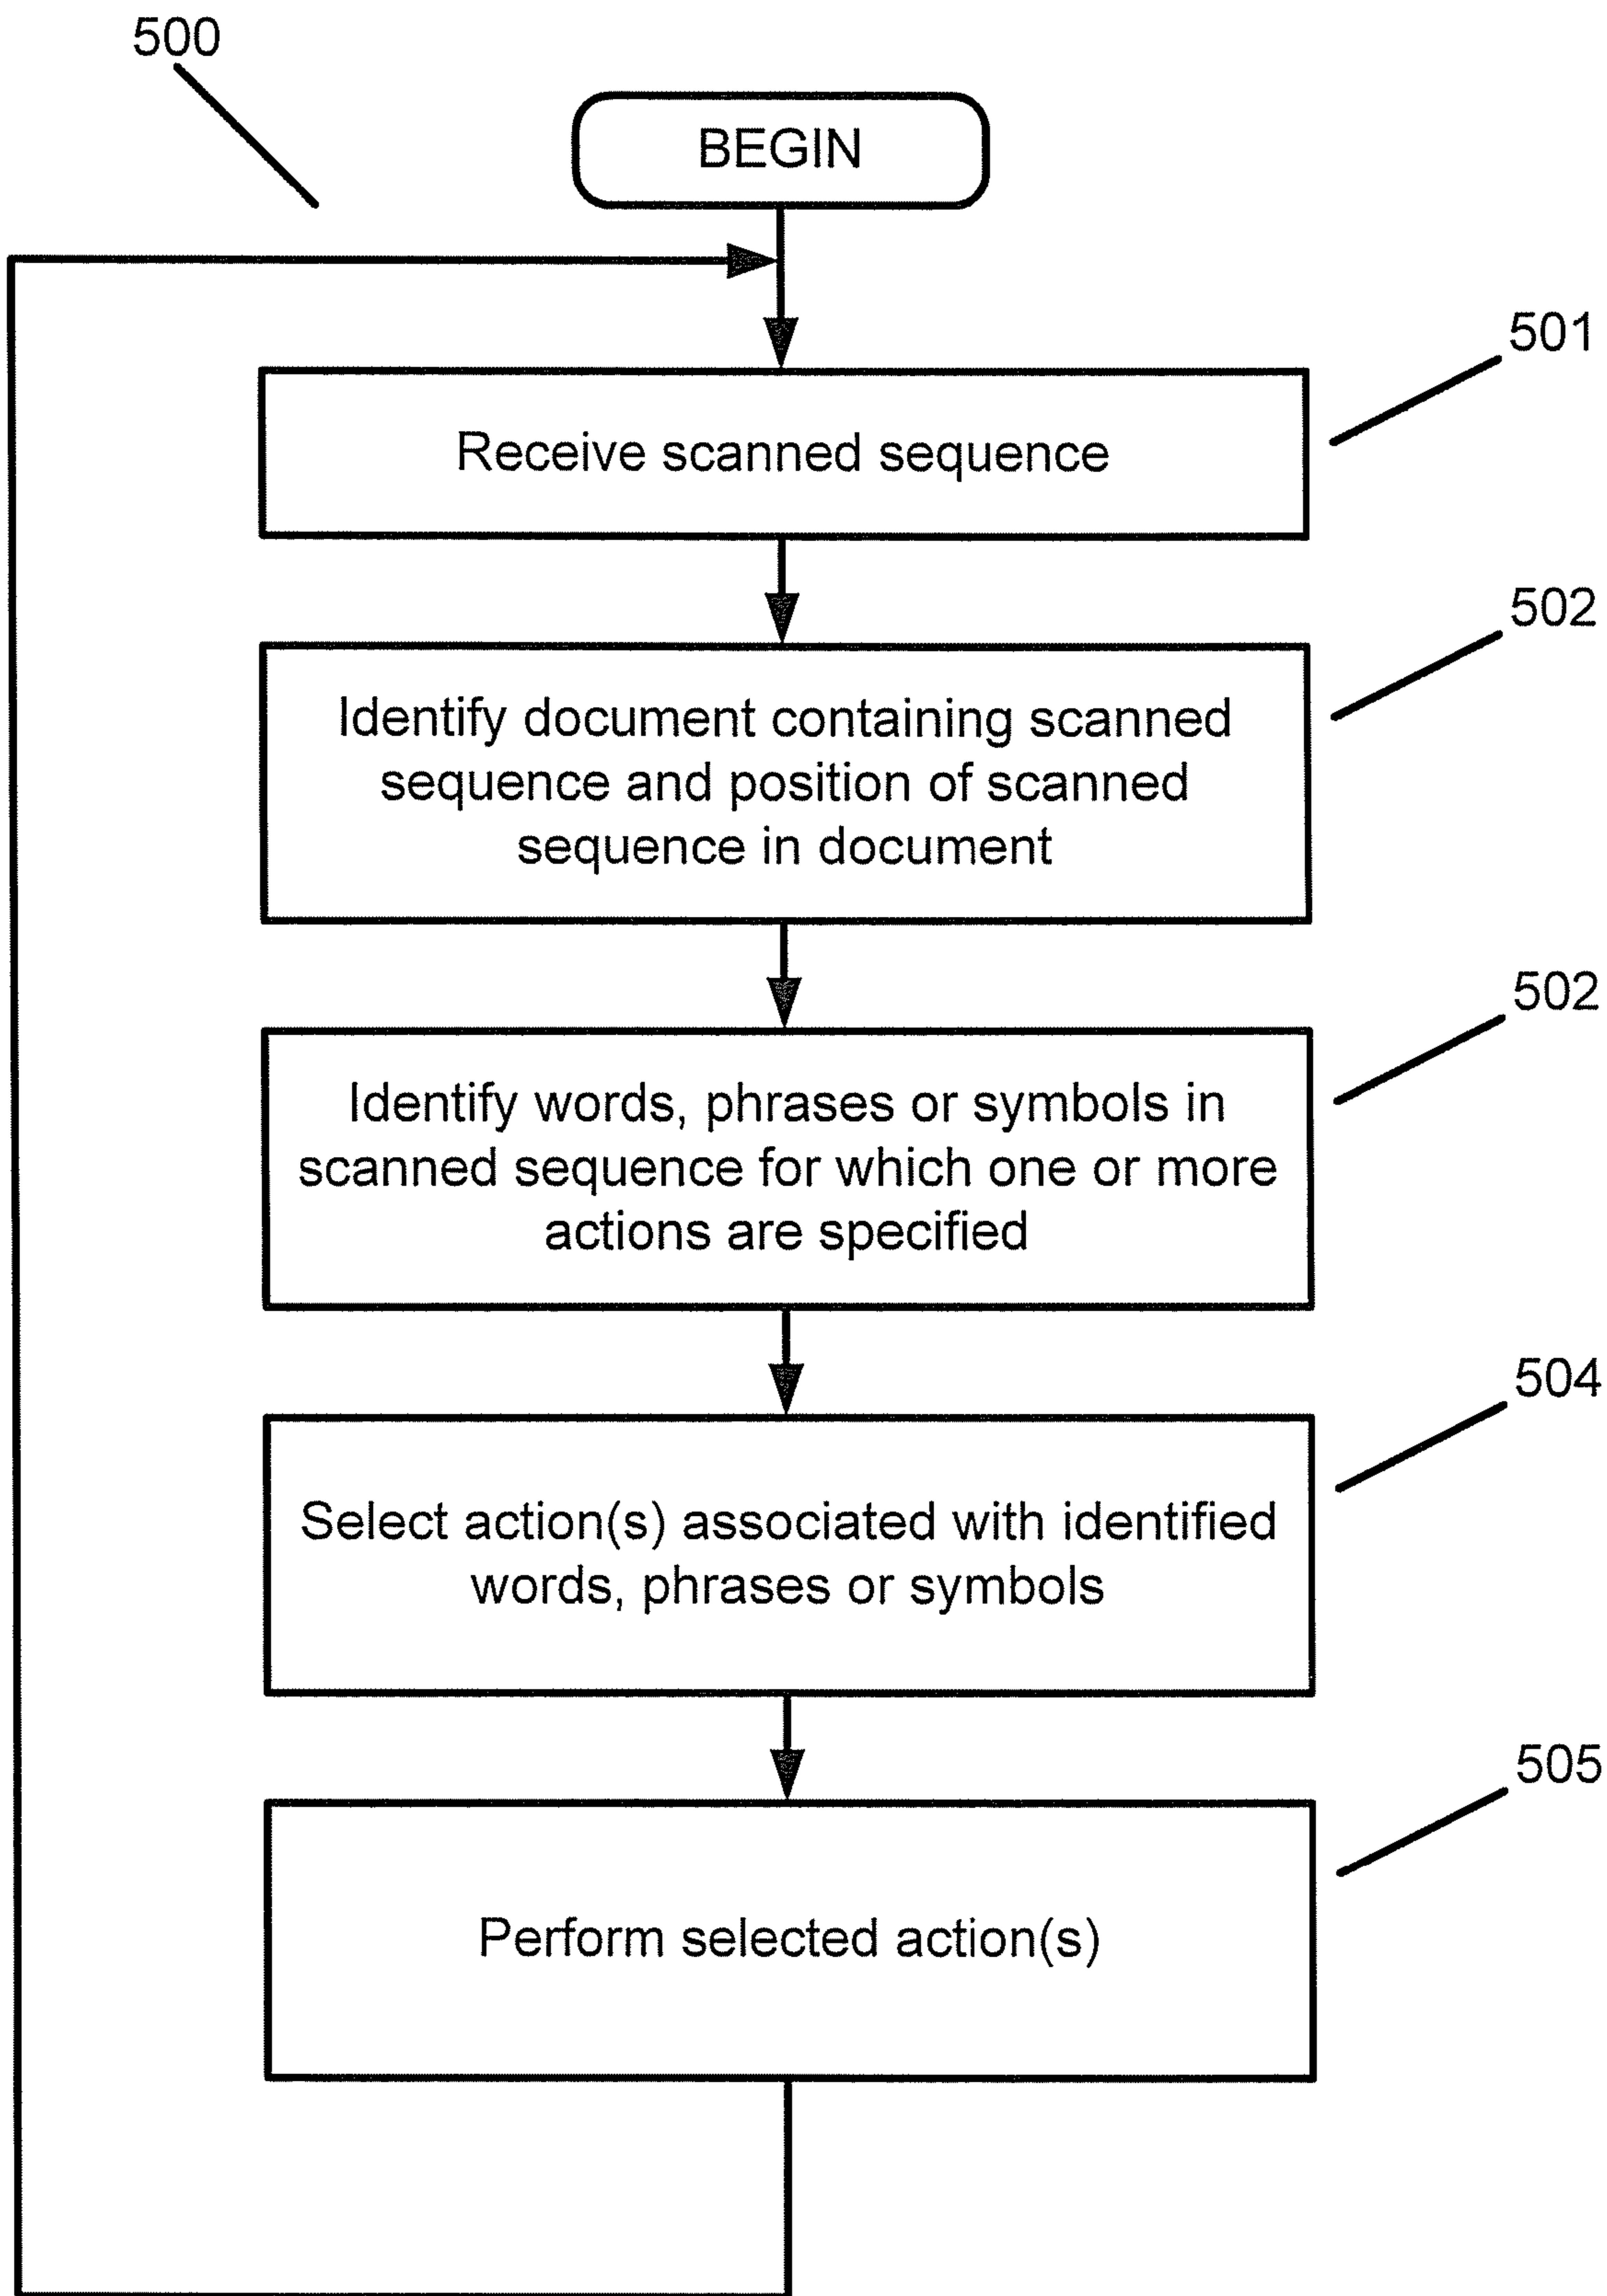 500
BEGIN
501
Receive scanned sequence
502
Identify document containing scanned
sequence and position of scanned
sequence in document
502
Identify words, phrases or symbols in
scanned sequence for which one or more
actions are specified
504
Select action(s) associated with identified
words, phrases or symbols
505
Perform selected action(s)